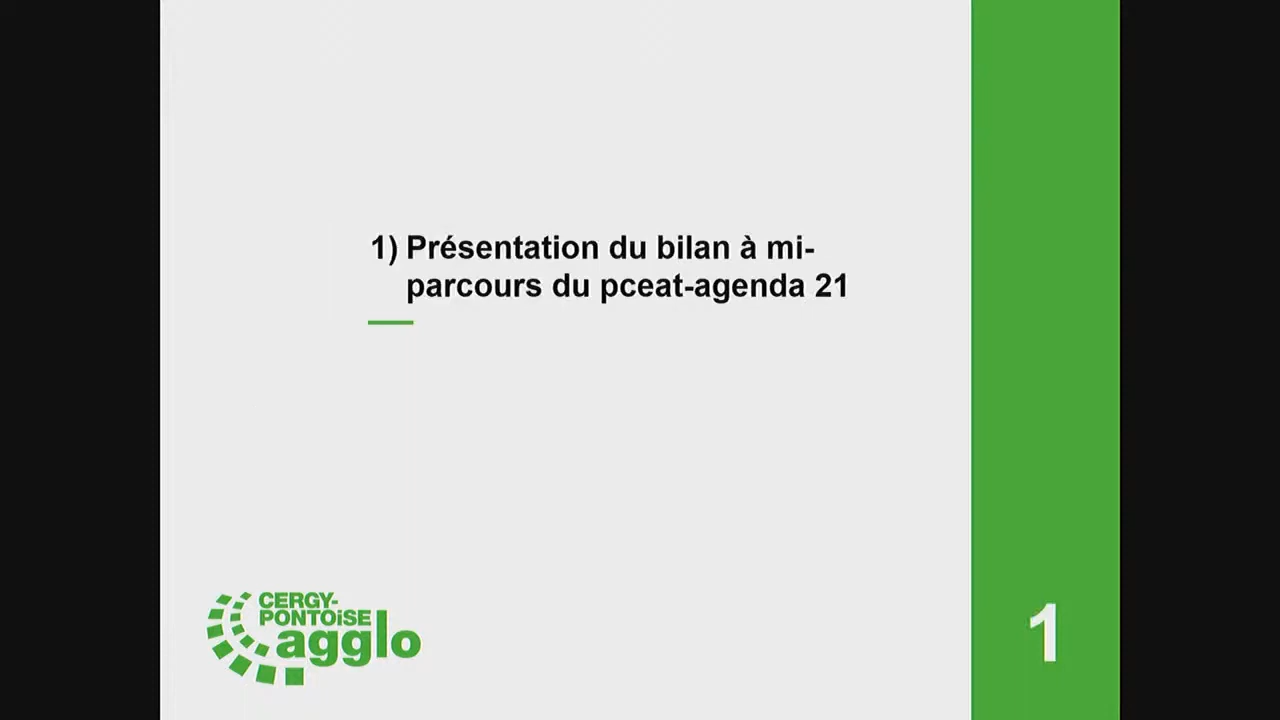 1) Présentation du bilan à mi-
parcours du pceat-agenda 21
CERGY-
PONTOiSE
agglo
1